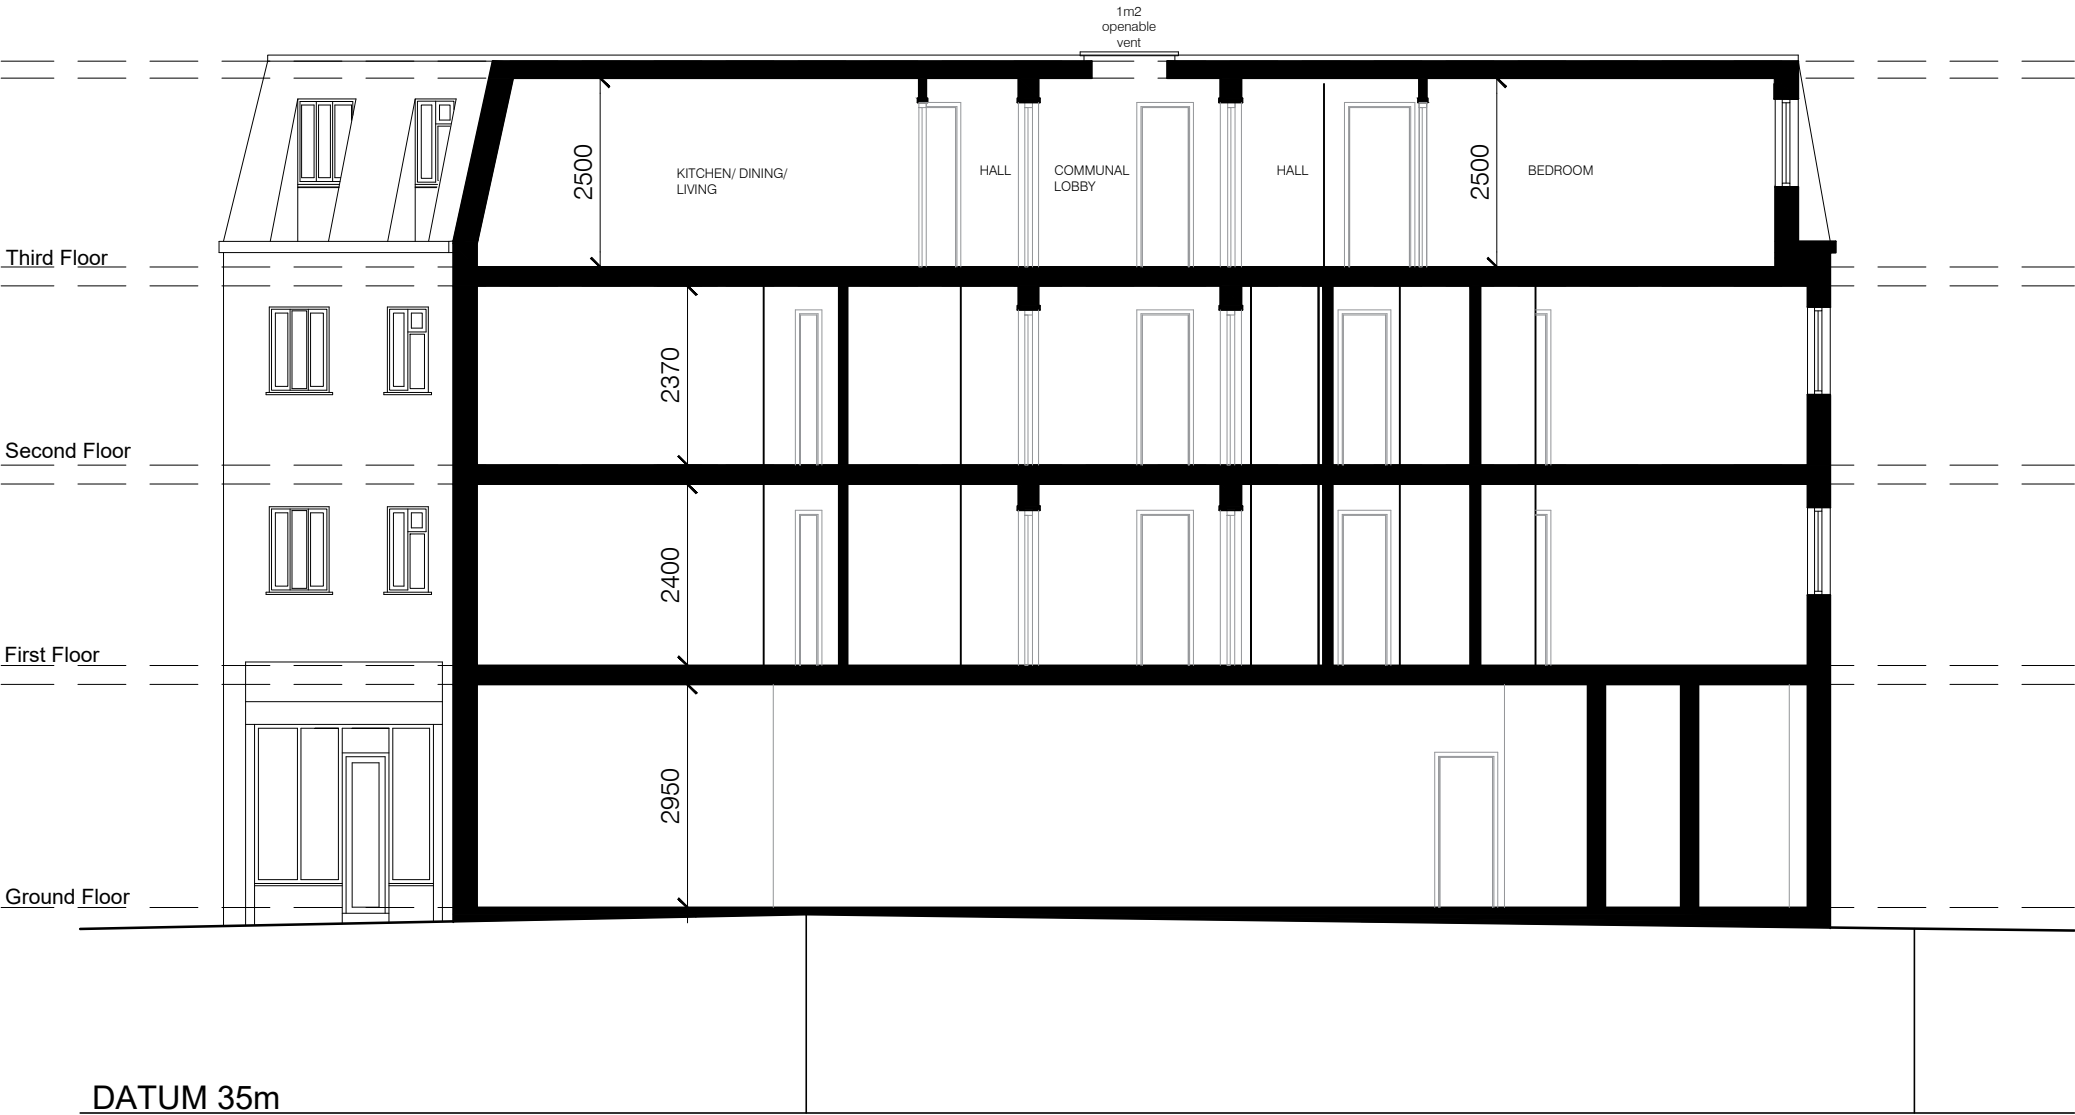 1m2
openable
vent
2500
KITCHEN/ DINING/
LIVING
HALL
COMMUNAL
LOBBY
HALL
2500
BEDROOM
Third Floor
2370
Second Floor
2400
First Floor
2950
Ground Floor
DATUM 35m